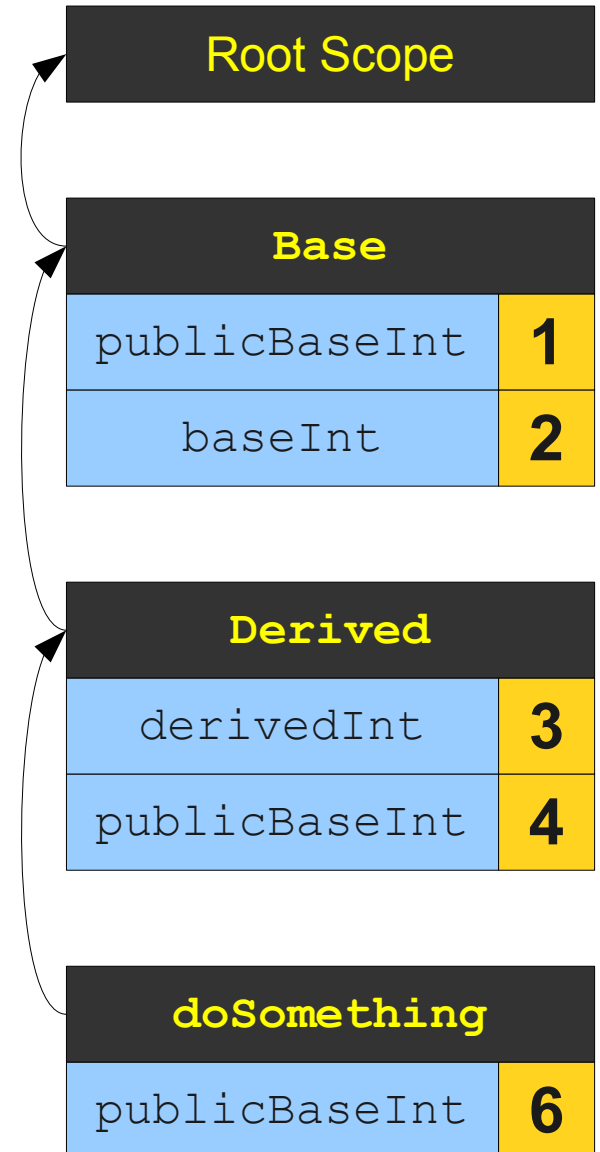 Root Scope
Base
publicBaseInt 1
baseInt 2
Derived
derivedInt 3
publicBaseInt 4
doSomething
publicBaseInt 6